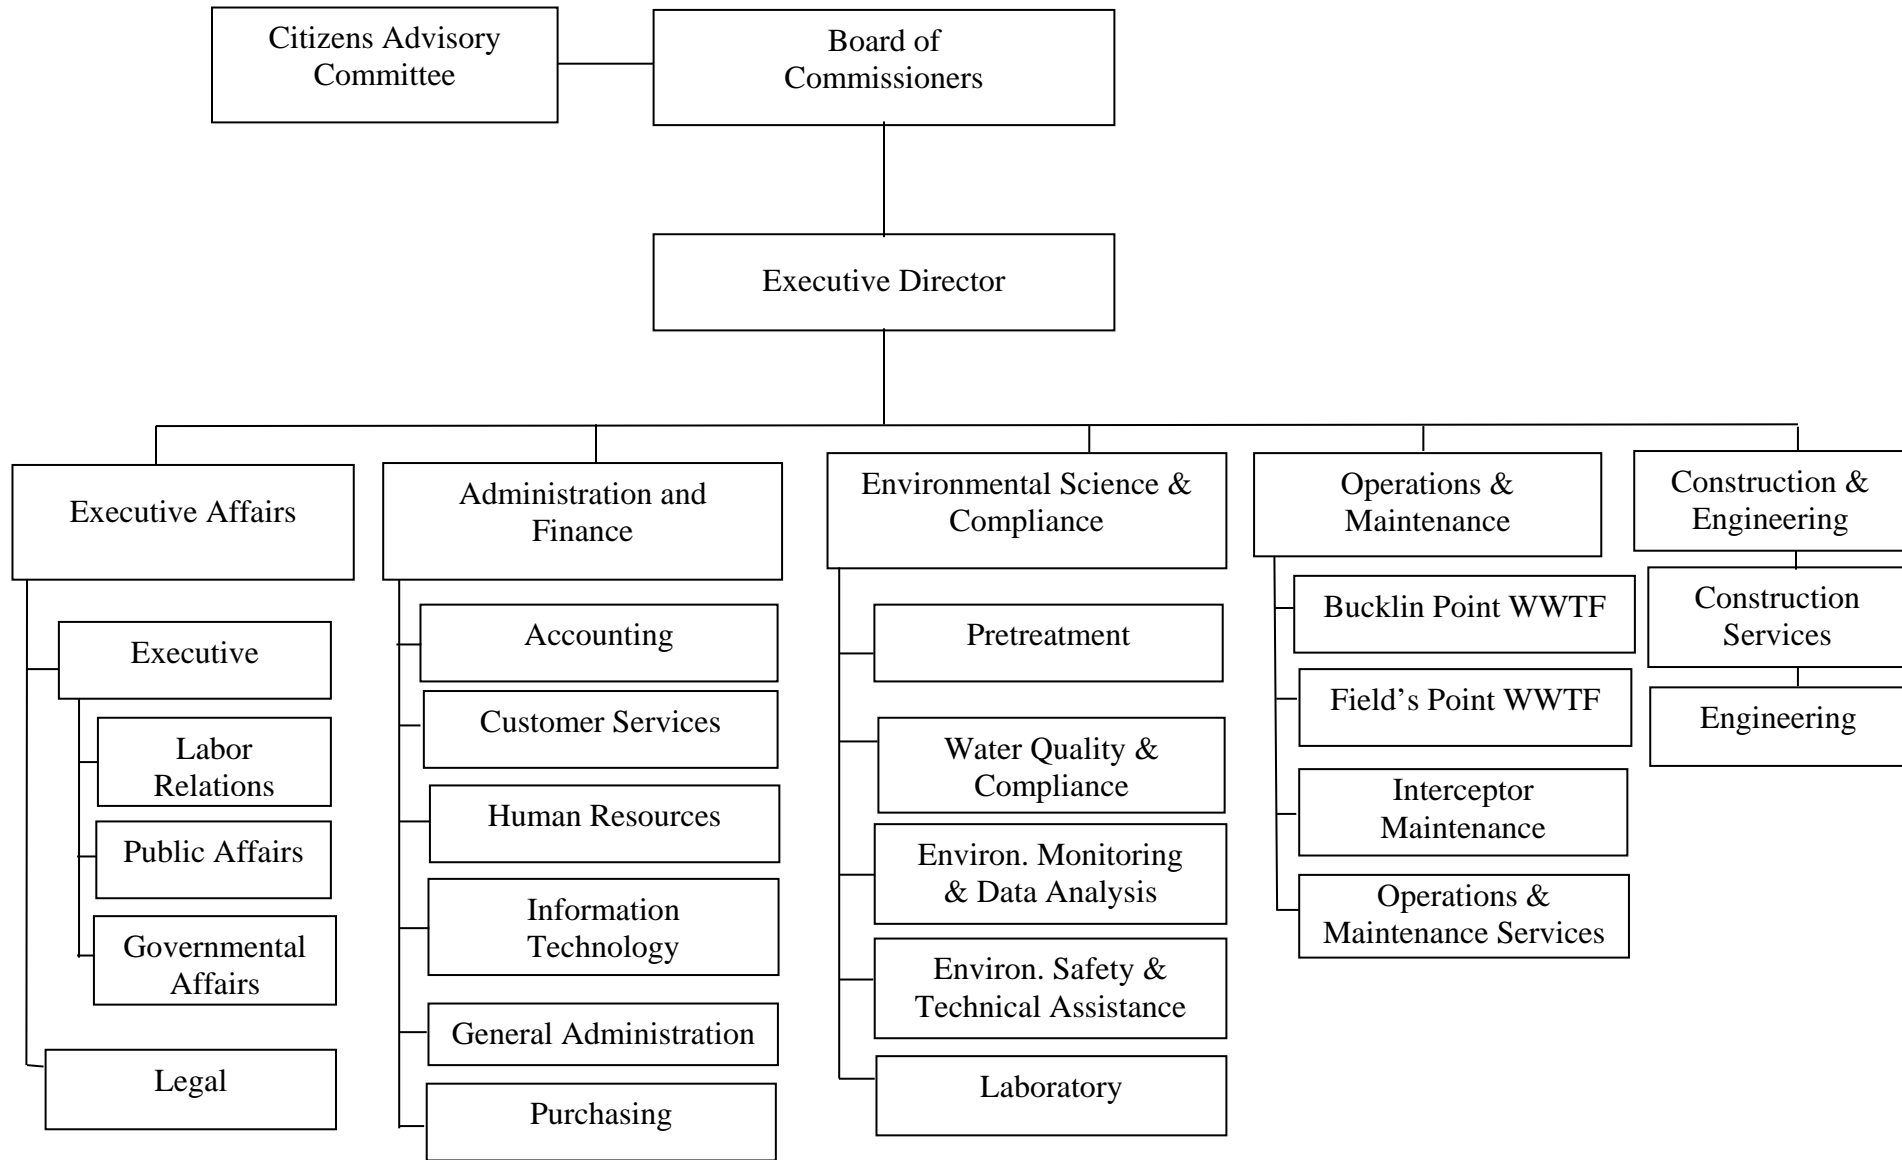 Citizens Advisory
Committee
Board of
Commissioners
Executive Director
Executive Affairs
Administration and
Finance
Environmental Science &
Compliance
Operations &
Maintenance
Construction &
Engineering
Executive
Labor
Relations
Public Affairs
Governmental
Affairs
Legal
Accounting
Customer Services
Human Resources
Information
Technology
General Administration
Purchasing
Pretreatment
Water Quality &
Compliance
Environ. Monitoring
& Data Analysis
Environ. Safety &
Technical Assistance
Laboratory
Bucklin Point WWTF
Field’s Point WWTF
Interceptor
Maintenance
Operations &
Maintenance Services
Construction
Services
Engineering